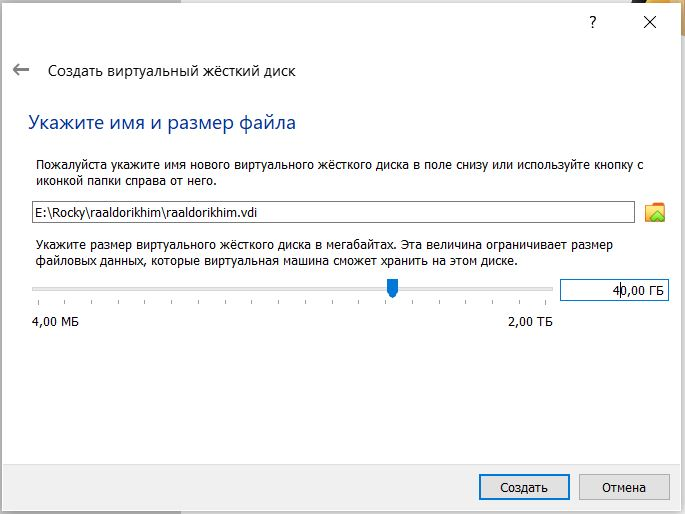 ?
Создать виртуальный жёсткий диск
Укажите имя и размер файла
Пожалуйста укажите имя нового виртуального жёсткого диска в поле снизу или используйте кнопку с
иконкой папки справа от него.
E:\Rocky\raaldorikhim\raaldorikhim.vdi
Укажите размер виртуального жёсткого диска в мегабайтах. Эта величина ограничивает размер
файловых данных, которые виртуальная машина сможет хранить на этом диске.
40,00 ГБ
4,00 МБ 2,00 ТБ
Создать Отмена